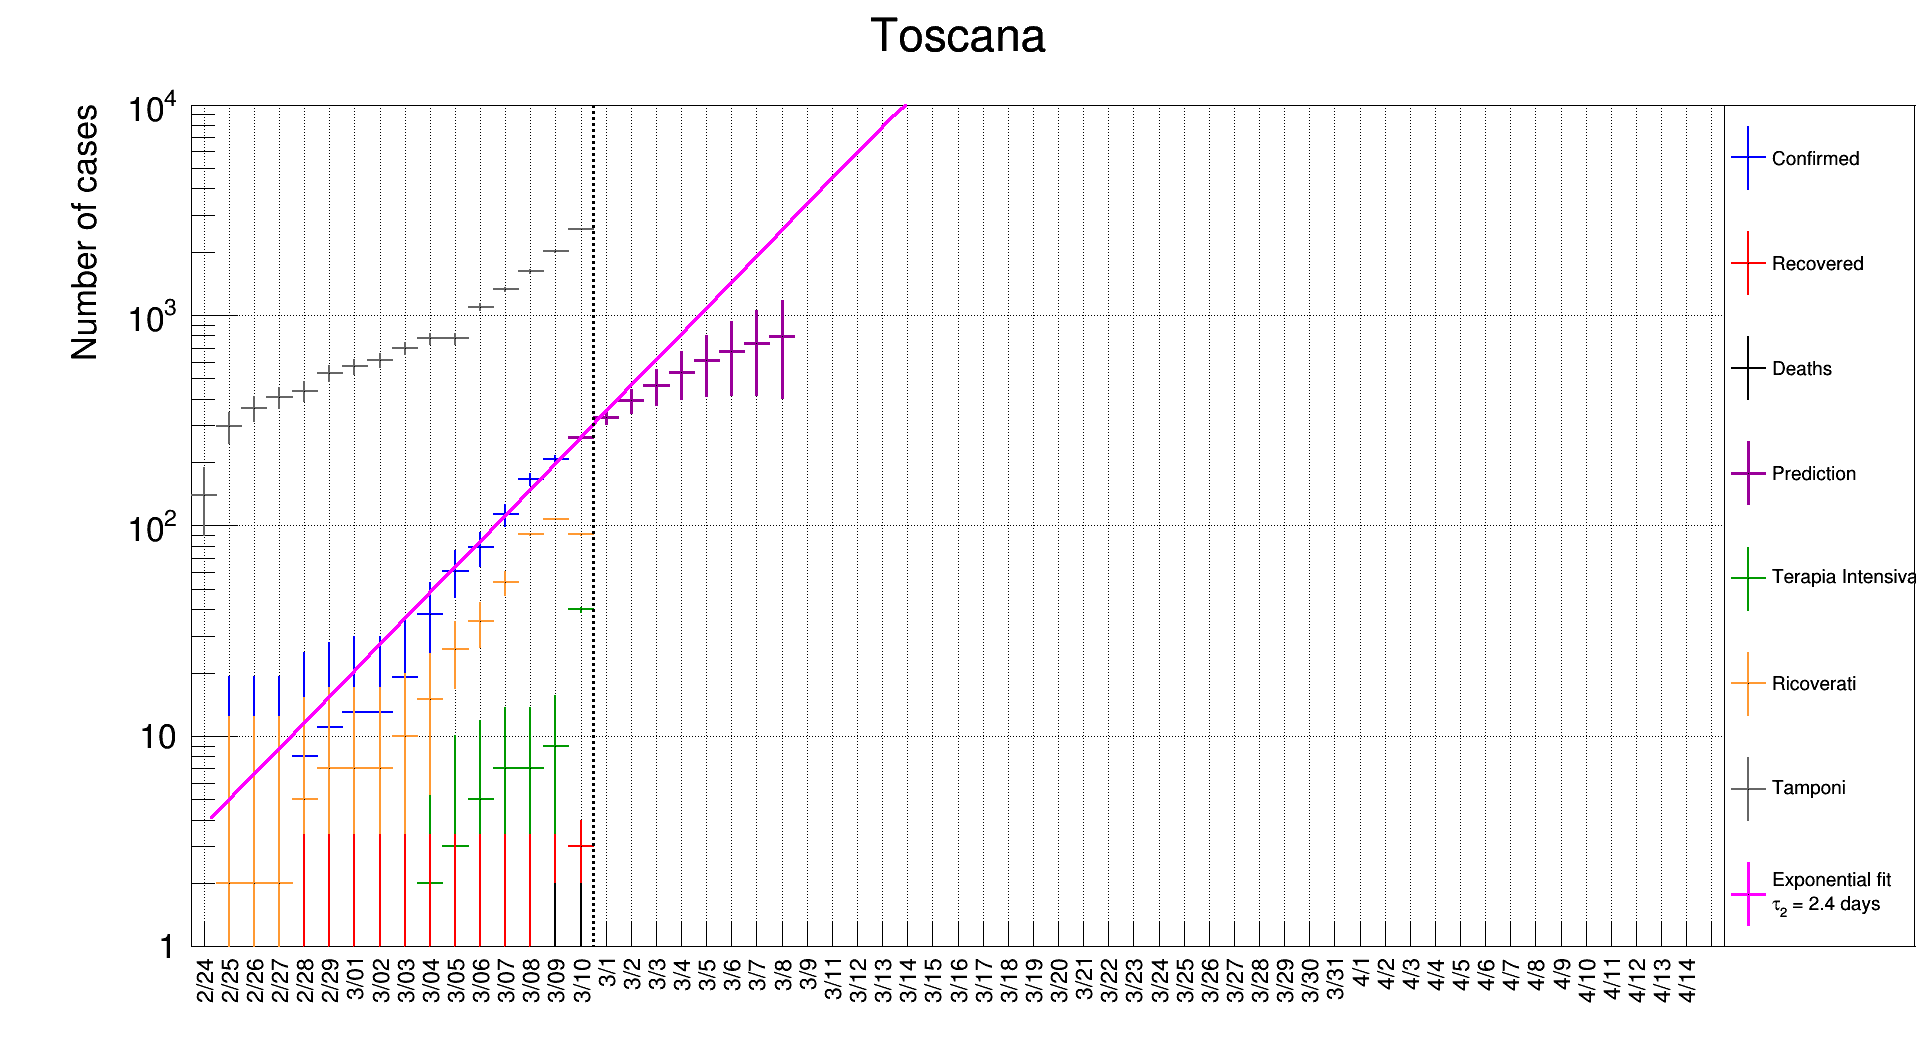 Toscana
Number of cases
10^4
10^3
10^2
10
1
2/24 2/25 2/26 2/27 2/28 2/29 3/01 3/02 3/03 3/04 3/05 3/06 3/07 3/08 3/09 3/10 3/1 3/2 3/3 3/4 3/5 3/6 3/7 3/8 3/9 3/11 3/12 3/13 3/14 3/15 3/16 3/17 3/18 3/19 3/20 3/21 3/22 3/23 3/24 3/25 3/26 3/27 3/28 3/29 3/30 3/31 4/1 4/2 4/3 4/4 4/5 4/6 4/7 4/8 4/9 4/10 4/11 4/12 4/13 4/14
Confirmed
Recovered
Deaths
Prediction
Terapia Intensiva
Ricoverati
Tamponi
Exponential fit
τ₂ = 2.4 days